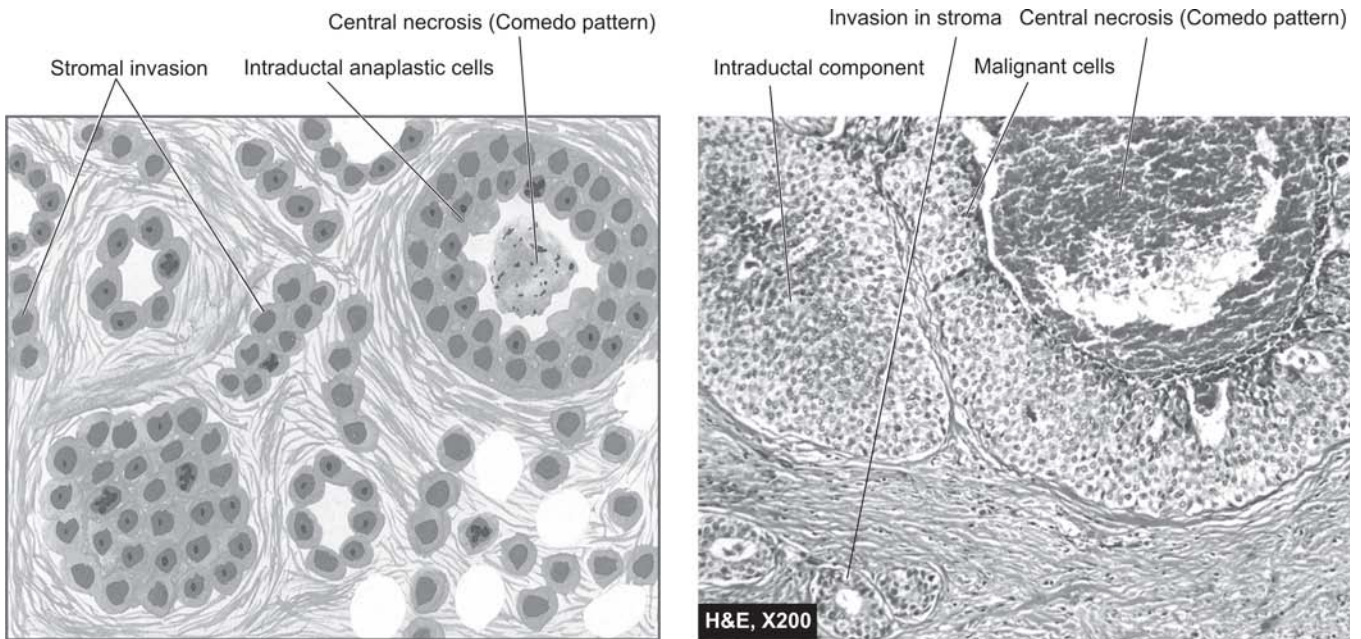 Central necrosis (Comedo pattern)
Stromal invasion
Intraductal anaplastic cells
Invasion in stroma
Central necrosis (Comedo pattern)
Intraductal component
Malignant cells
H&E, X200